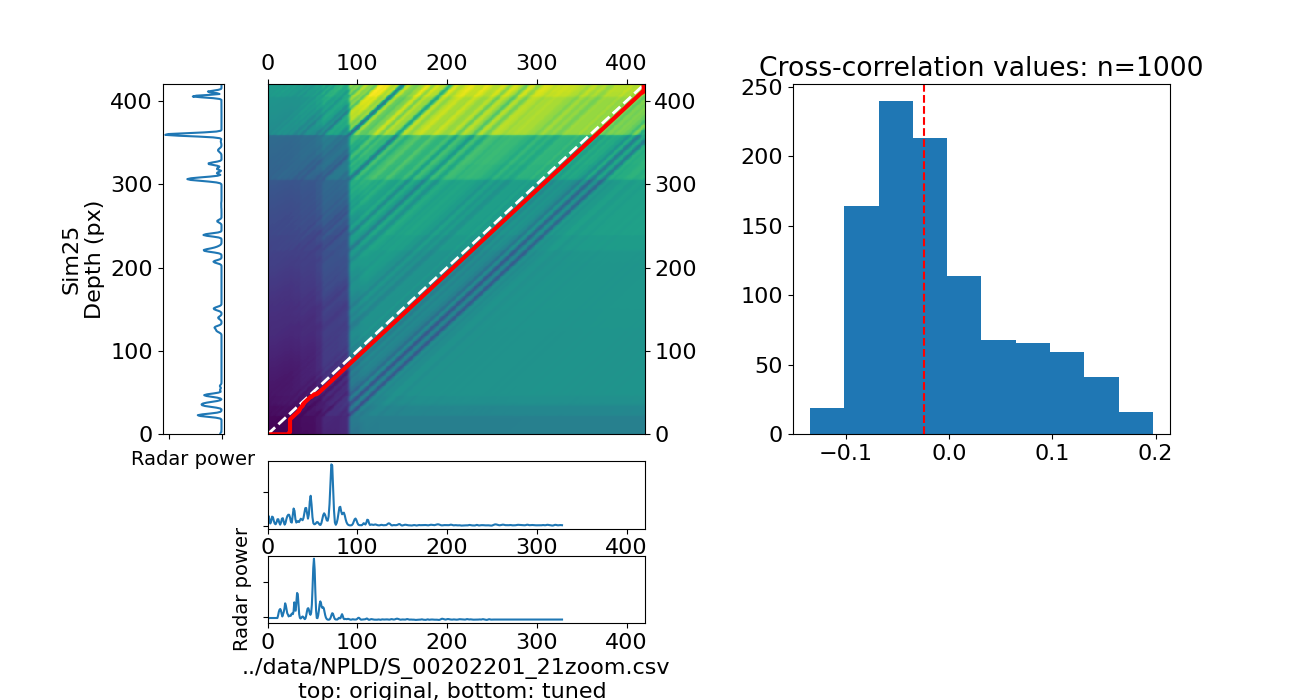 0 100 200 300 400
Cross-correlation values: n=1000
400
300
200
100
0
Sim25
Depth (px)
Radar power
400
300
200
100
0
250
200
150
100
50
0
−0.1 0.0 0.1 0.2
0 100 200 300 400
Radar power
0 100 200 300 400
../data/NPLD/S_00202201_21zoom.csv
top: original, bottom: tuned